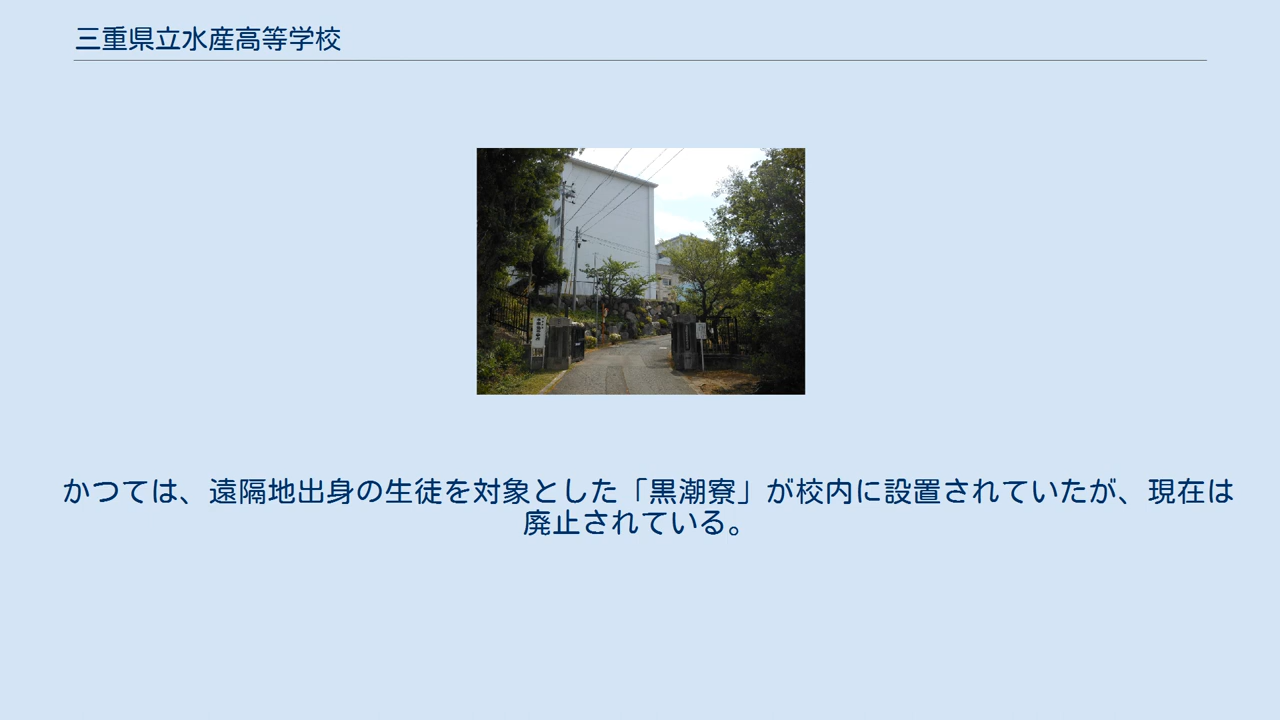 三重県立水産高等学校
かつては、遠隔地出身の生徒を対象とした「黒潮寮」が校内に設置されていたが、現在は
廃止されている。